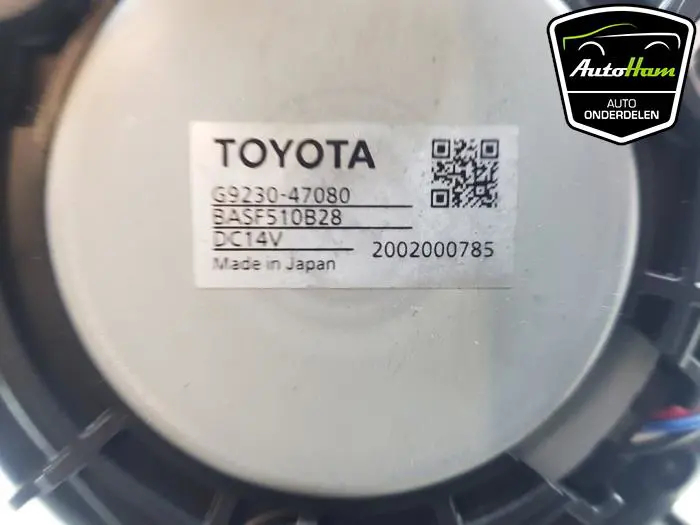 AutoHam
AUTO
ONDERDELEN
TOYOTA
G9230-47080
BASF510B28
DC14V
2002000785
Made in Japan